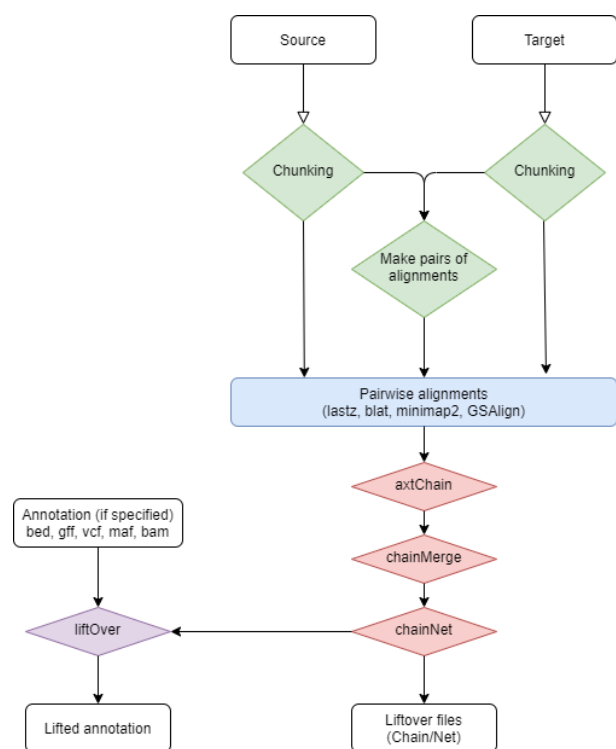 Source
Target
Chunking
Chunking
Make pairs of
alignments
Pairwise alignments
(lastz, blat, minimap2, GSAlign)
axtChain
Annotation (if specified)
bed, gff, vcf, maf, bam
chainMerge
liftOver
chainNet
Lifted annotation
Liftover files
(Chain/Net)